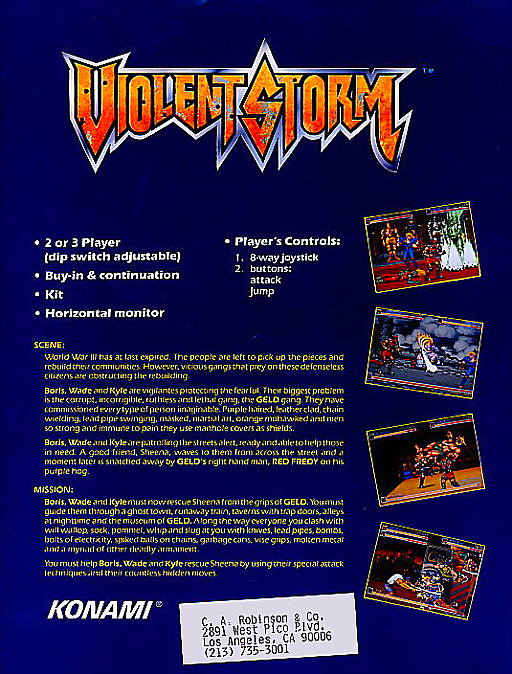 VIOLENT STORM ™
• 2 or 3 Player
(dip switch adjustable)
• Buy-in & continuation
• Kit
• Horizontal monitor
• Player's Controls:
1. 8-way joystick
2. buttons:
attack
jump
SCENE:
World War III has at last expired. The people are left to pick up the pieces and
rebuild their communities. However, vicious gangs that prey on these defenseless
citizens are obstructing the rebuilding.
Boris, Wade and Kyle are vigilantes protecting the fearful. Their biggest problem
is the corrupt, incorrigible, ruthless and lethal gang, the GELD gang. They have
commissioned every type of person imaginable. Purple haired, leather clad, chain
wielding, lead pipe swinging, masked, martial art, orange mohawked and men
so strong and immune to pain they use manhole covers as shields.
Boris, Wade and Kyle are patrolling the streets alert, ready and able to help those
in need. A good friend, Sheena, waves to them from across the street and a
moment later is snatched away by GELD's right hand man, RED FREDY on his
purple hog.
MISSION:
Boris, Wade and Kyle must now rescue Sheena from the grips of GELD. You must
guide them through a ghost town, runaway train, taverns with trap doors, alleys
at nighttime and the museum of GELD. Along the way everyone you clash with
will wallop, sock, pommel, whip and slug at you with knives, lead pipes, bombs,
bolts of electricity, spiked balls on chains, garbage cans, vise grips, molten metal
and a myriad of other deadly armament.
You must help Boris, Wade and Kyle rescue Sheena by using their special attack
techniques and their countless hidden moves.
KONAMI®
C. A. Robinson & Co.
2891 West Pico Blvd.
Los Angeles, CA 90006
(213) 735-3001